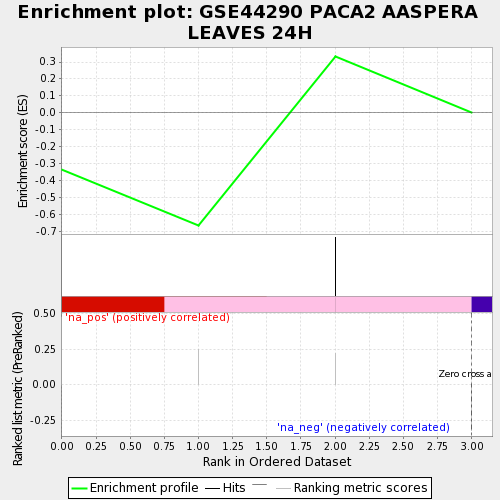 Enrichment plot: GSE44290 PACA2 AASPERA
LEAVES 24H
Enrichment score (ES)
0.3
0.2
0.1
0.0
-0.1
-0.2
-0.3
-0.4
-0.5
-0.6
-0.7
Ranked list metric (PreRanked)
0.50
0.25
0.00
-0.25
'na_pos' (positively correlated)
Zero cross a
'na_neg' (negatively correlated)
0.00 0.25 0.50 0.75 1.00 1.25 1.50 1.75 2.00 2.25 2.50 2.75 3.00
Rank in Ordered Dataset
Enrichment profile Hits Ranking metric scores